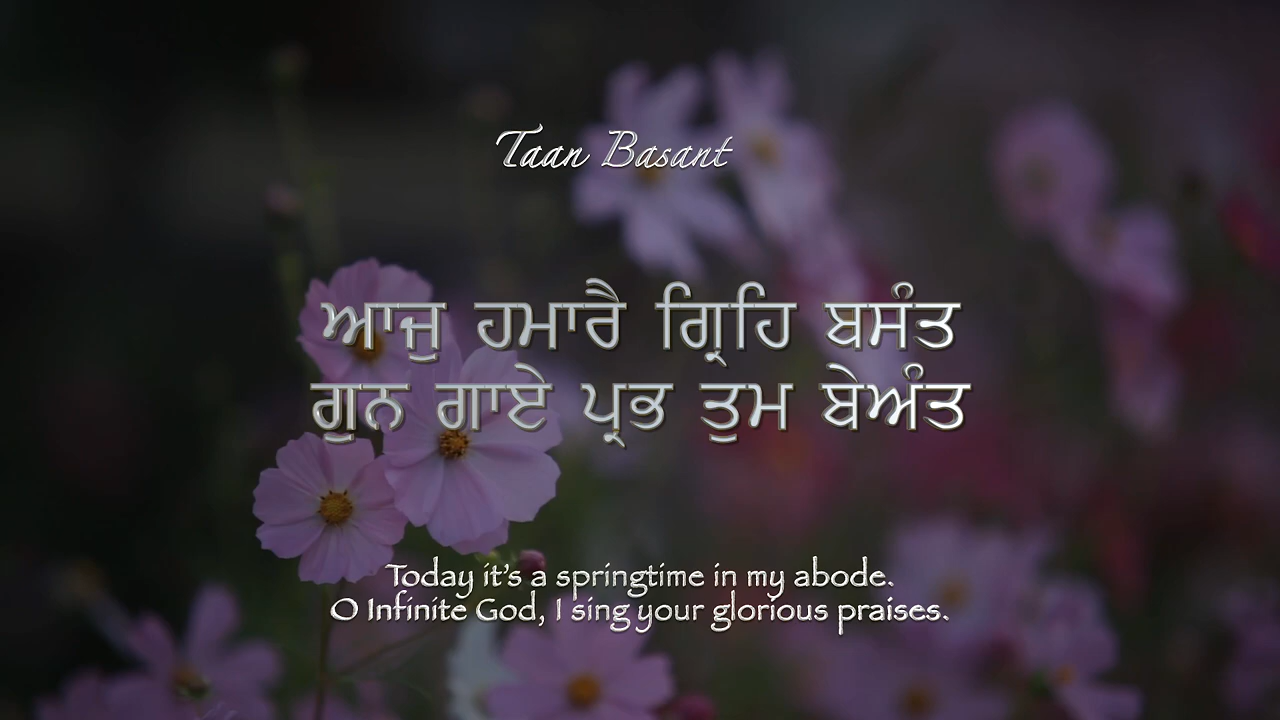 Taan Basant
ਆਜੁ ਹਮਾਰੈ ਗ੍ਰਿਹਿ ਬਸੰਤ
ਗੁਨ ਗਾਏ ਪ੍ਰਭ ਤੁਮ ਬੇਅੰਤ
Today it's a springtime in my abode.
O Infinite God, I sing your glorious praises.